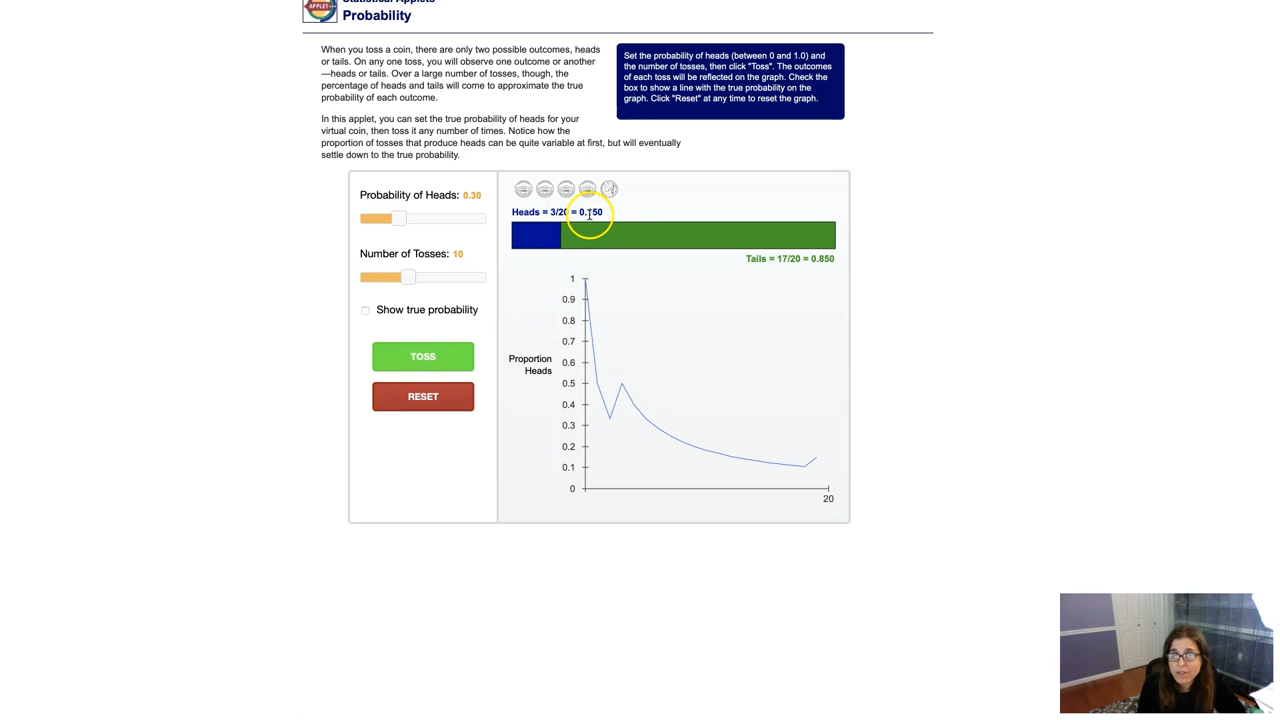 Statistical Applets
APPLET
Probability
When you toss a coin, there are only two possible outcomes, heads
or tails. On any one toss, you will observe one outcome or another
—heads or tails. Over a large number of tosses, though, the
percentage of heads and tails will come to approximate the true
probability of each outcome.
In this applet, you can set the true probability of heads for your
virtual coin, then toss it any number of times. Notice how the
proportion of tosses that produce heads can be quite variable at first, but will eventually
settle down to the true probability.
Set the probability of heads (between 0 and 1.0) and
the number of tosses, then click "Toss". The outcomes
of each toss will be reflected on the graph. Check the
box to show a line with the true probability on the
graph. Click "Reset" at any time to reset the graph.
Probability of Heads: 0.30
Number of Tosses: 10
Show true probability
TOSS
RESET
Heads = 3/20 = 0.150
Tails = 17/20 = 0.850
Proportion
Heads
1
0.9
0.8
0.7
0.6
0.5
0.4
0.3
0.2
0.1
0
20